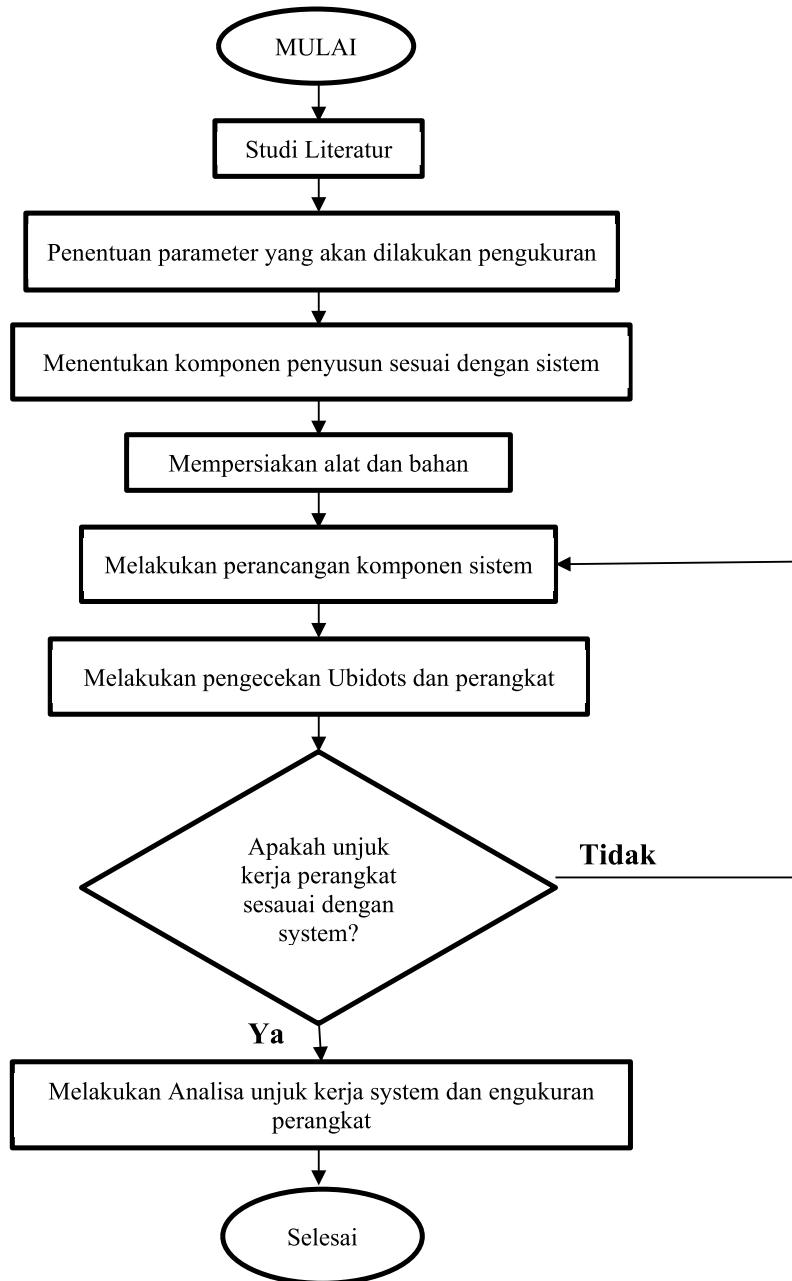 MULAI
Studi Literatur
Penentuan parameter yang akan dilakukan pengukuran
Menentukan komponen penyusun sesuai dengan sistem
Mempersiakan alat dan bahan
Melakukan perancangan komponen sistem
Melakukan pengecekan Ubidots dan perangkat
Apakah unjuk
kerja perangkat
sesauai dengan
system?
Tidak
Ya
Melakukan Analisa unjuk kerja system dan engukuran
perangkat
Selesai